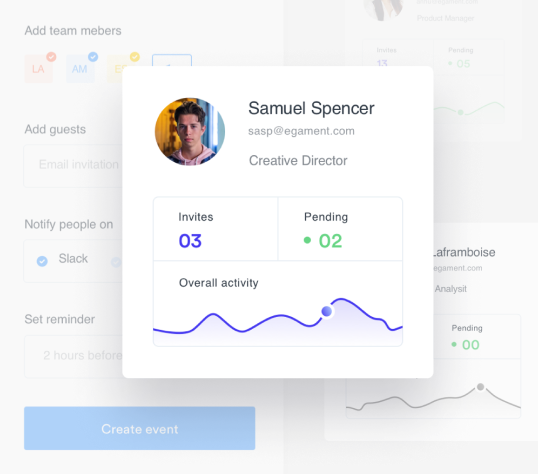 Add team mebers
LA
AM
Add guests
Email invitation
Notify people on
Slack
Set reminder
2 hours before
Create event
Samuel Spencer
sasp@egament.com
Creative Director
Invites
03
Pending
02
Overall activity
Product Manager
Invites
13
Pending
05
Laframboise
egament.com
Analysit
Pending
00